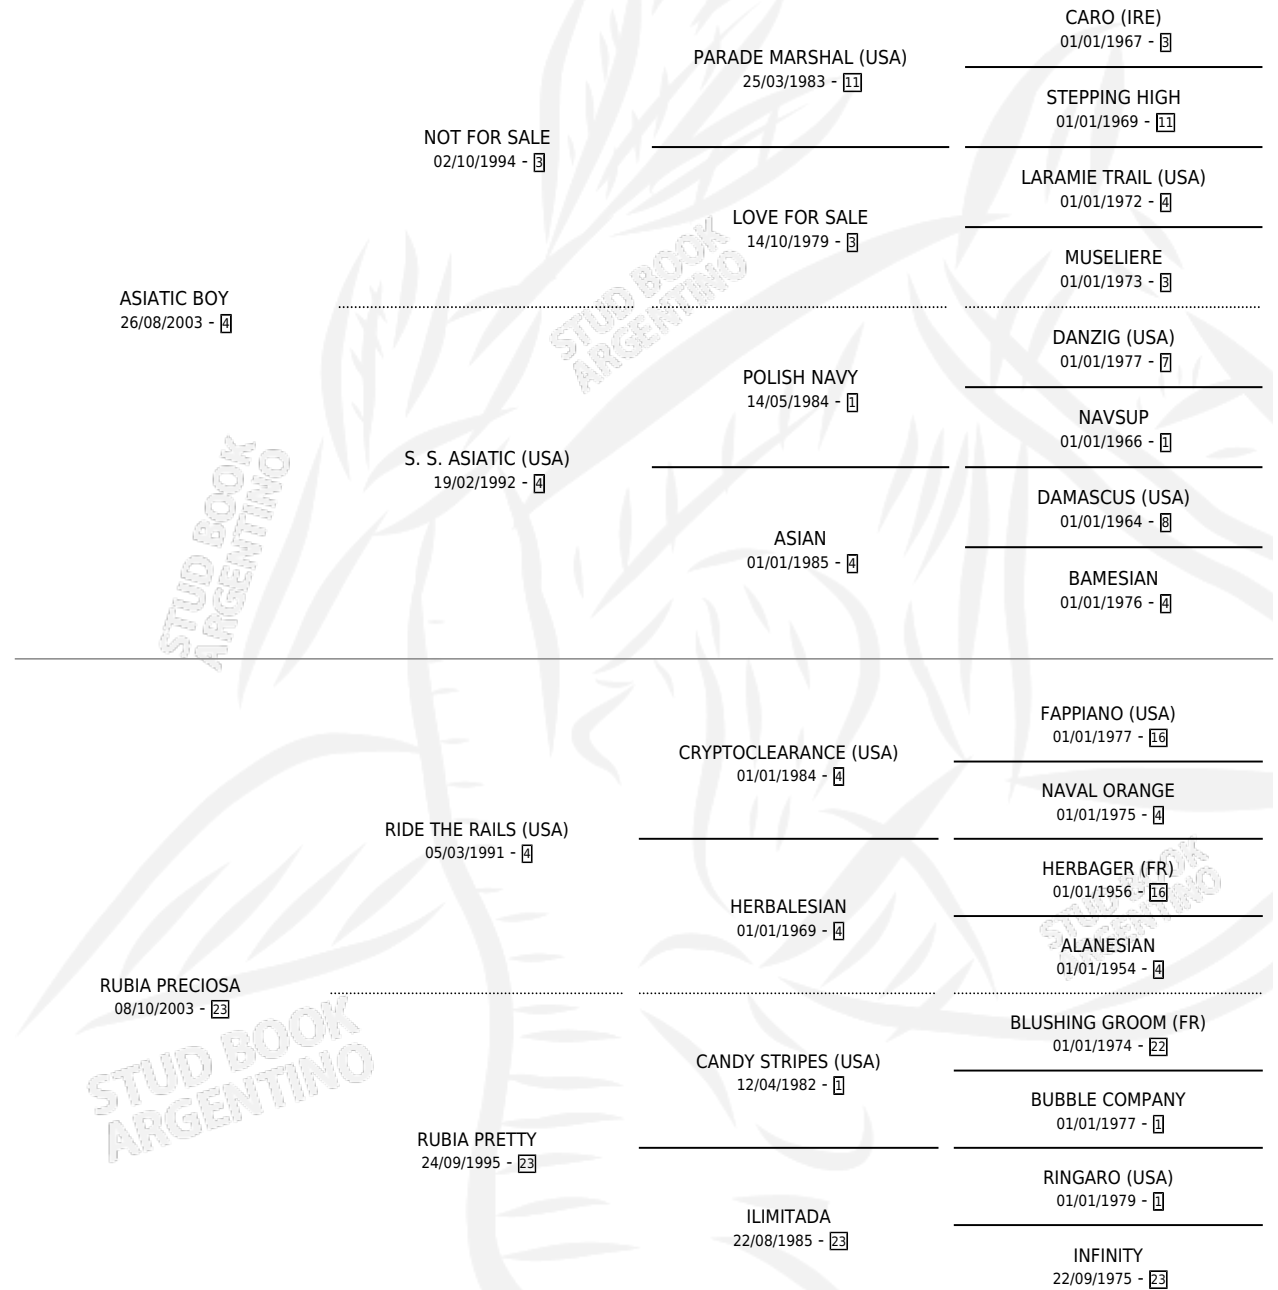 ASIATIC BOY
26/08/2003 - 4
NOT FOR SALE
02/10/1994 - 3
PARADE MARSHAL (USA)
25/03/1983 - 11
CARO (IRE)
01/01/1967 - 3
STEPPING HIGH
01/01/1969 - 11
LOVE FOR SALE
14/10/1979 - 3
LARAMIE TRAIL (USA)
01/01/1972 - 4
MUSELIERE
01/01/1973 - 3
S. S. ASIATIC (USA)
19/02/1992 - 4
POLISH NAVY
14/05/1984 - 1
DANZIG (USA)
01/01/1977 - 7
NAVSUP
01/01/1966 - 1
ASIAN
01/01/1985 - 4
DAMASCUS (USA)
01/01/1964 - 8
BAMESIAN
01/01/1976 - 4
RUBIA PRECIOSA
08/10/2003 - 23
RIDE THE RAILS (USA)
05/03/1991 - 4
CRYPTOCLEARANCE (USA)
01/01/1984 - 4
FAPPIANO (USA)
01/01/1977 - 16
NAVAL ORANGE
01/01/1975 - 4
HERBALESIAN
01/01/1969 - 4
HERBAGER (FR)
01/01/1956 - 16
ALANESIAN
01/01/1954 - 4
RUBIA PRETTY
24/09/1995 - 23
CANDY STRIPES (USA)
12/04/1982 - 1
BLUSHING GROOM (FR)
01/01/1974 - 22
BUBBLE COMPANY
01/01/1977 - 1
ILIMITADA
22/08/1985 - 23
RINGARO (USA)
01/01/1979 - 1
INFINITY
22/09/1975 - 23
STUD BOOK
ARGENTINO
STUD BOOK
ARGENTINO
STUD BOOK
ARGENTINO
STUD BOOK
ARGENTINO